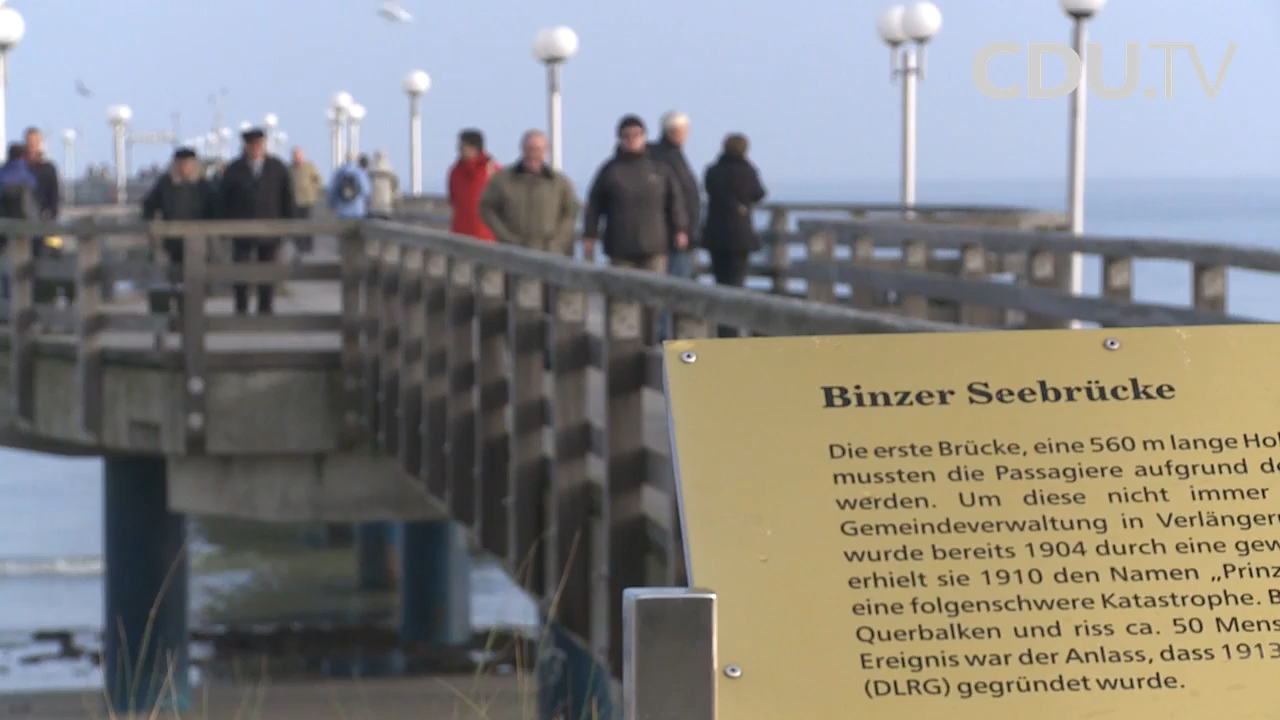 CDU.TV
Binzer Seebrücke
Die erste Brücke, eine 560 m lange Hol
mussten die Passagiere aufgrund de
werden. Um diese nicht immer
Gemeindeverwaltung in Verlänger
wurde bereits 1904 durch eine gew
erhielt sie 1910 den Namen „Prinz
eine folgenschwere Katastrophe. B
Querbalken und riss ca. 50 Mens
Ereignis war der Anlass, dass 1913
(DLRG) gegründet wurde.